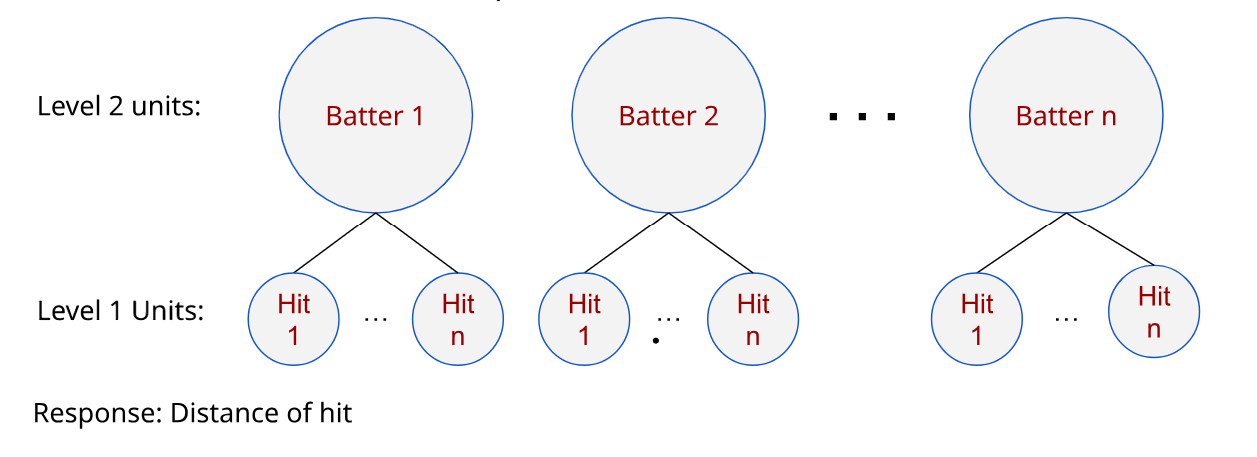 Level 2 units:
Batter 1
Batter 2
...
Batter n
Level 1 Units:
Hit
1
...
Hit
n
Hit
1
...
Hit
n
Hit
1
...
Hit
n
Response: Distance of hit